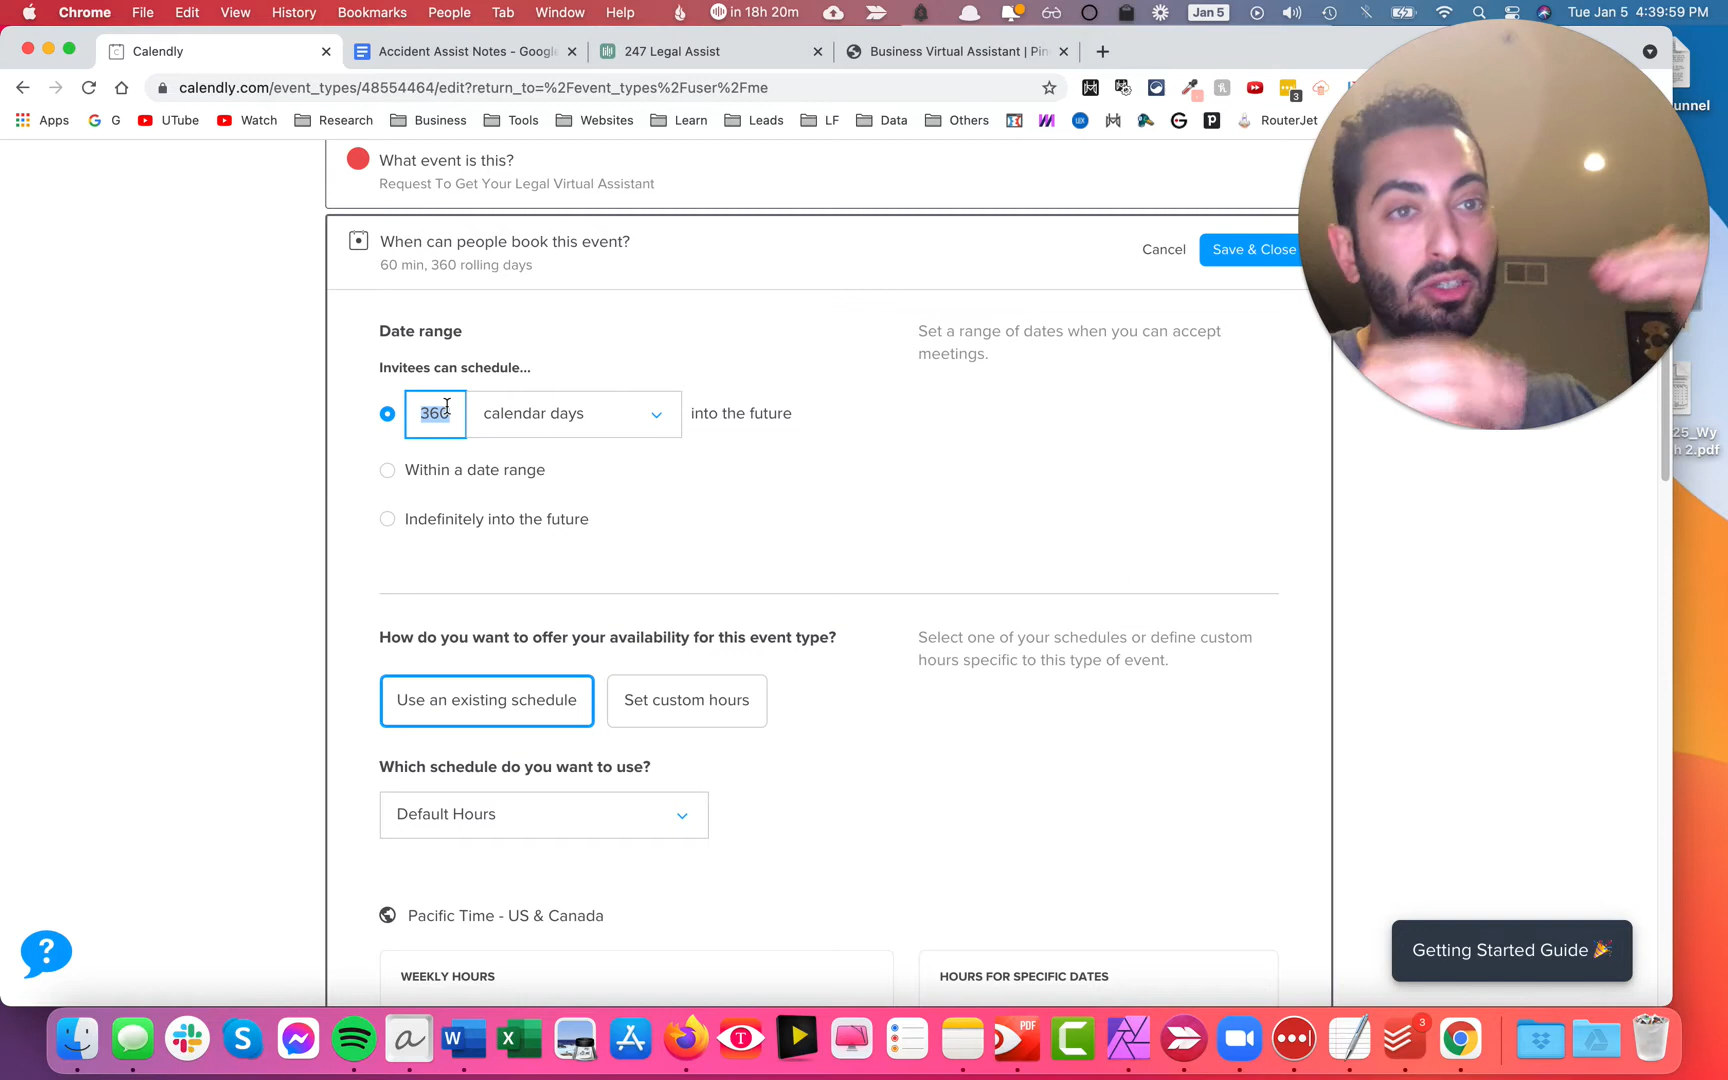 Chrome File Edit View History Bookmarks People Tab Window Help in 18h 20m Jan 5 Tue Jan 5 4:39:59 PM
Calendly Accident Assist Notes - Google 247 Legal Assist Business Virtual Assistant | Pin
calendly.com/event_types/48554464/edit?return_to=%2Fevent_types%2Fuser%2Fme
Apps G UTube Watch Research Business Tools Websites Learn Leads LF Data Others RouterJet
What event is this?
Request To Get Your Legal Virtual Assistant
When can people book this event?
60 min, 360 rolling days
Cancel Save & Close
Date range
Set a range of dates when you can accept
meetings.
Invitees can schedule...
360 calendar days into the future
Within a date range
Indefinitely into the future
How do you want to offer your availability for this event type?
Select one of your schedules or define custom
hours specific to this type of event.
Use an existing schedule Set custom hours
Which schedule do you want to use?
Default Hours
Pacific Time - US & Canada
WEEKLY HOURS HOURS FOR SPECIFIC DATES
Getting Started Guide 🎉
unnel
25_Wy
h 2.pdf
PDF
3
3